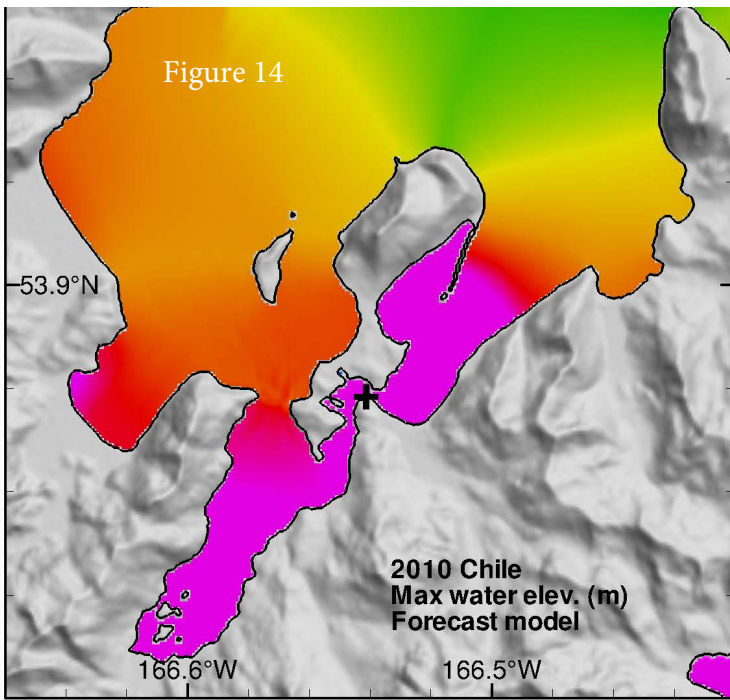 Figure 14
53.9°N
2010 Chile
Max water elev. (m)
Forecast model
166.6°W
166.5°W